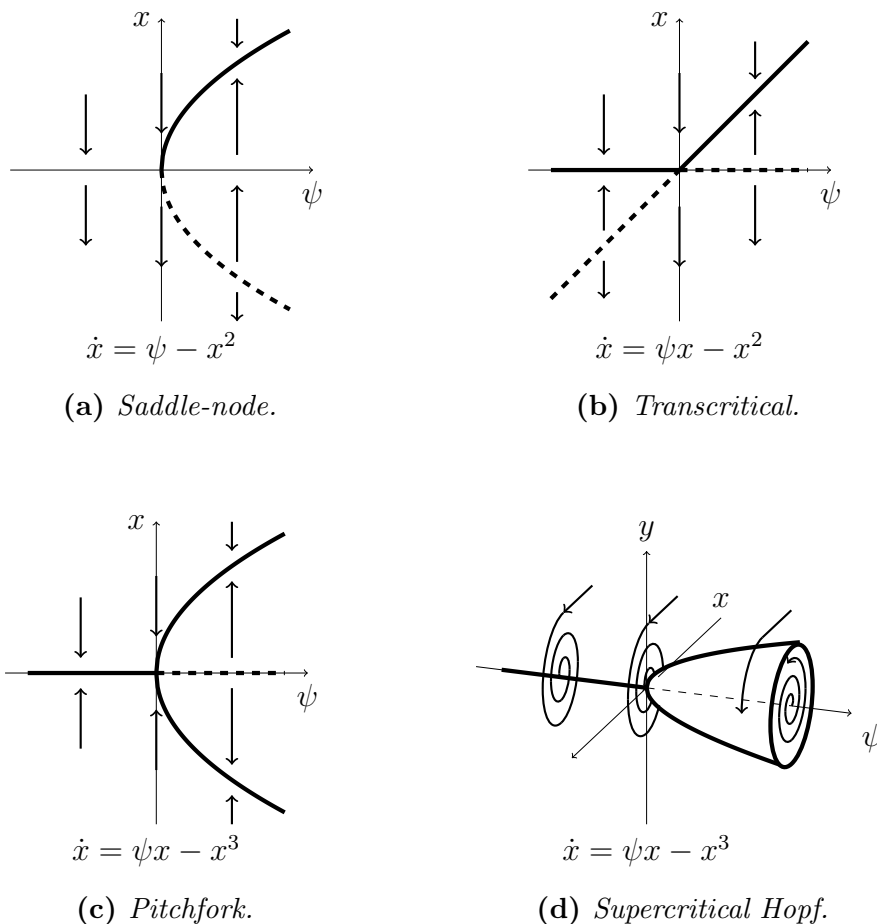 x
ψ
ẋ = ψ − x²
(a) Saddle-node.
x
ψ
ẋ = ψx − x²
(b) Transcritical.
x
ψ
ẋ = ψx − x³
(c) Pitchfork.
y
x
ψ
ẋ = ψx − x³
(d) Supercritical Hopf.